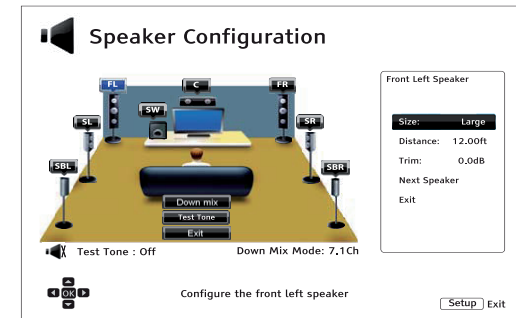 Speaker Configuration
FL
C
FR
SW
SL
SR
SBL
SBR
Down mix
Test Tone
Exit
Test Tone : Off
Down Mix Mode: 7.1Ch
Front Left Speaker
Size: Large
Distance: 12.00ft
Trim: 0.0dB
Next Speaker
Exit
OK
Configure the front left speaker
Setup Exit